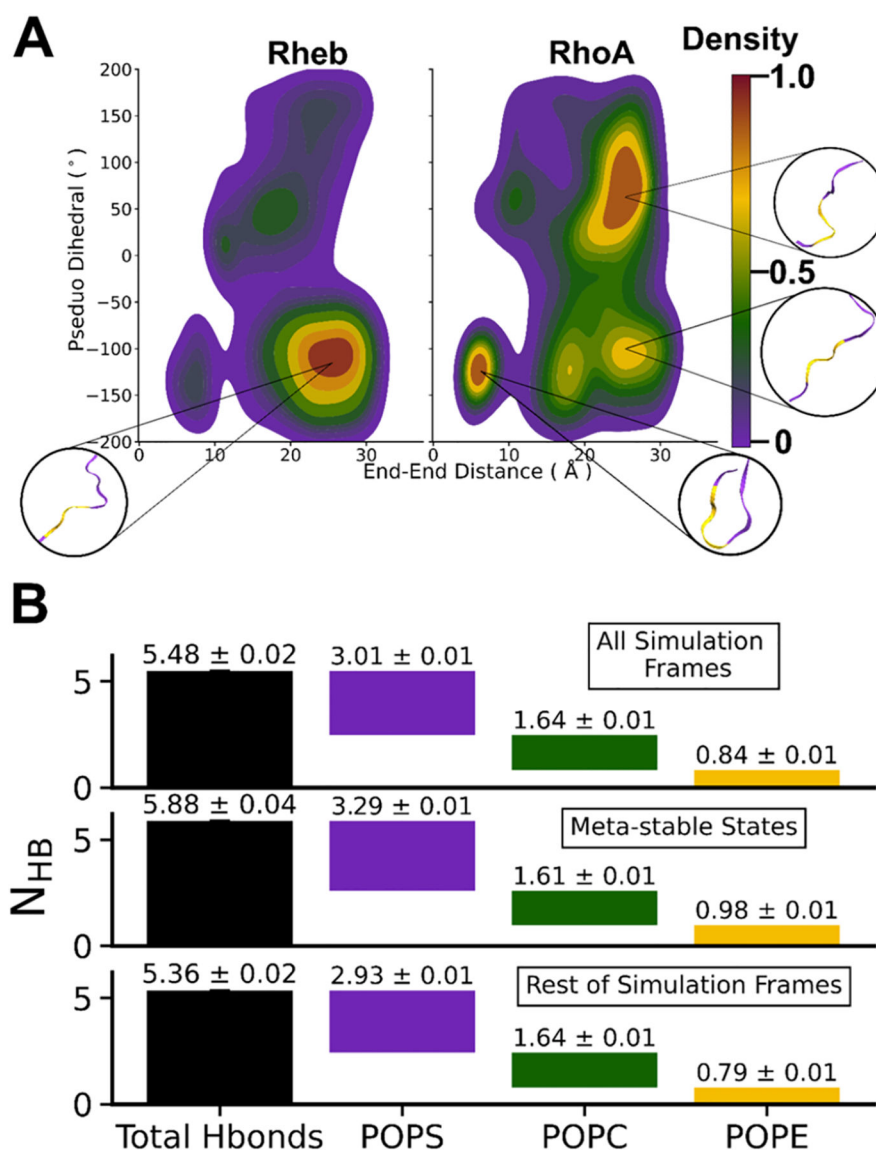 A
Rheb
RhoA
Density
200
150
100
50
0
−50
−100
−150
−200
Pseduo Dihedral ( ° )
0
10
20
30
0
10
20
30
End-End Distance ( Å )
1.0
0.5
0
B
N_HB
5
0
5.48 ± 0.02
3.01 ± 0.01
1.64 ± 0.01
0.84 ± 0.01
All Simulation
Frames
5
0
5.88 ± 0.04
3.29 ± 0.01
1.61 ± 0.01
0.98 ± 0.01
Meta-stable States
5
0
5.36 ± 0.02
2.93 ± 0.01
1.64 ± 0.01
0.79 ± 0.01
Rest of Simulation Frames
Total Hbonds
POPS
POPC
POPE